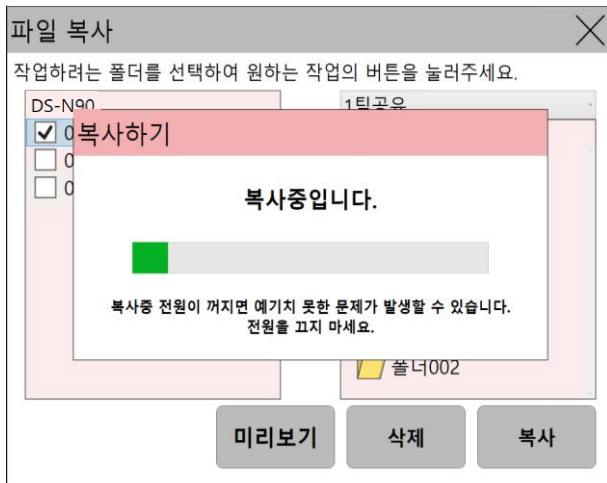 파일 복사
작업하려는 폴더를 선택하여 원하는 작업의 버튼을 눌러주세요.
DS-N90
1팀공유
0
0
0
복사하기
복사중입니다.
복사중 전원이 꺼지면 예기치 못한 문제가 발생할 수 있습니다.
전원을 끄지 마세요.
폴더002
미리보기
삭제
복사